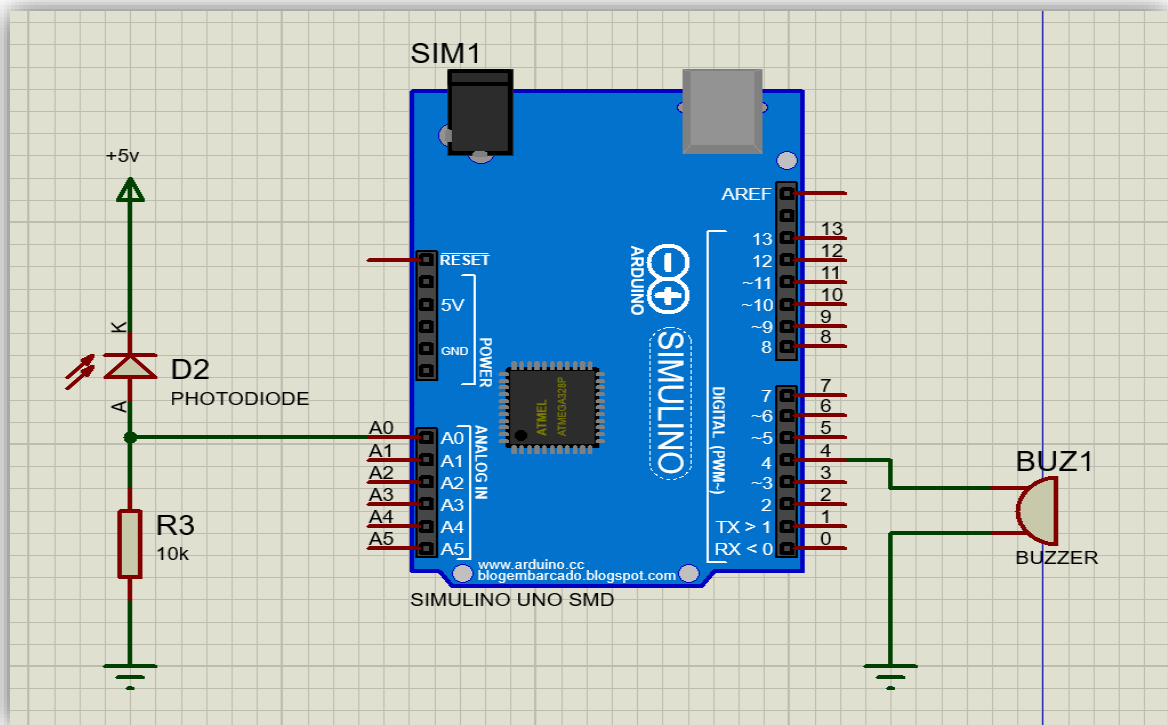 SIM1
+5v
K
D2
PHOTODIODE
A
R3
10k
RESET
5V
GND
POWER
A0
A1
A2
A3
A4
A5
A0
A1
A2
A3
A4
A5
ANALOG IN
ATMEL
ATMEGA328P
ARDUINO
SIMULINO
AREF
13
12
~11
~10
~9
8
DIGITAL (PWM~)
7
~6
~5
4
~3
2
TX > 1
RX < 0
13
12
11
10
9
8
7
6
5
4
3
2
1
0
www.arduino.cc
blogembarcado.blogspot.com
SIMULINO UNO SMD
BUZ1
BUZZER